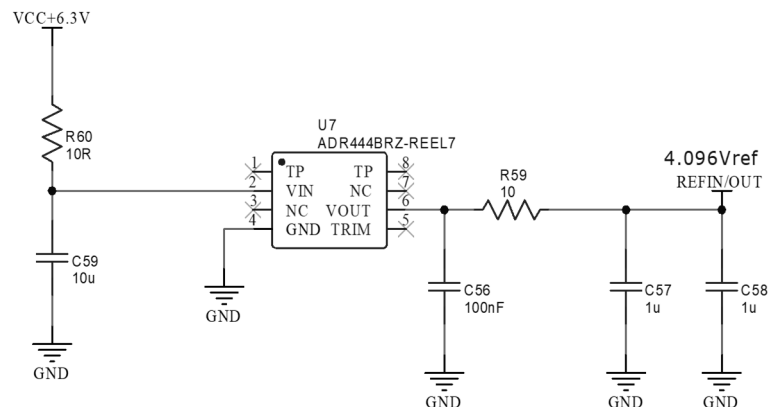 VCC+6.3V
R60
10R
C59
10u
GND
U7
ADR444BRZ-REEL7
1 TP TP 8
2 VIN NC 7
3 NC VOUT 6
4 GND TRIM 5
GND
R59
10
4.096Vref
REFIN/OUT
C56
100nF
GND
C57
1u
GND
C58
1u
GND